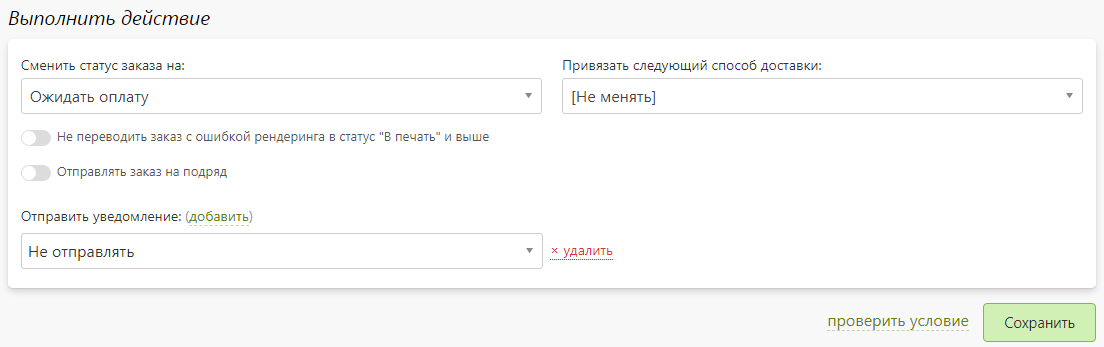 Выполнить действие
Сменить статус заказа на:
Привязать следующий способ доставки:
Ожидать оплату
[Не менять]
Не переводить заказ с ошибкой рендеринга в статус "В печать" и выше
Отправлять заказ на подряд
Отправить уведомление: (добавить)
Не отправлять
× удалить
проверить условие
Сохранить